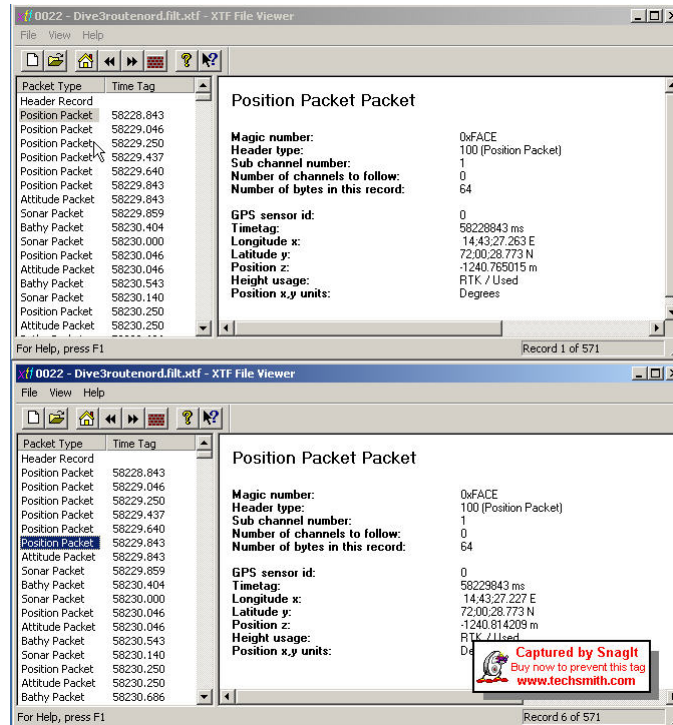 0022 - Dive3routenord.filt.xtf - XTF File Viewer
File View Help
Packet Type Time Tag
Header Record
Position Packet 58228.843
Position Packet 58229.046
Position Packet 58229.250
Position Packet 58229.437
Position Packet 58229.640
Position Packet 58229.843
Attitude Packet 58229.843
Sonar Packet 58229.859
Bathy Packet 58230.404
Sonar Packet 58230.000
Position Packet 58230.046
Attitude Packet 58230.046
Bathy Packet 58230.543
Sonar Packet 58230.140
Position Packet 58230.250
Attitude Packet 58230.250
Position Packet Packet
Magic number: 0xFACE
Header type: 100 (Position Packet)
Sub channel number: 1
Number of channels to follow: 0
Number of bytes in this record: 64
GPS sensor id: 0
Timetag: 58228843 ms
Longitude x: 14;43;27.263 E
Latitude y: 72;00;28.773 N
Position z: -1240.765015 m
Height usage: RTK / Used
Position x,y units: Degrees
For Help, press F1
Record 1 of 571
0022 - Dive3routenord.filt.xtf - XTF File Viewer
File View Help
Packet Type Time Tag
Header Record
Position Packet 58228.843
Position Packet 58229.046
Position Packet 58229.250
Position Packet 58229.437
Position Packet 58229.640
Position Packet 58229.843
Attitude Packet 58229.843
Sonar Packet 58229.859
Bathy Packet 58230.404
Sonar Packet 58230.000
Position Packet 58230.046
Attitude Packet 58230.046
Bathy Packet 58230.543
Sonar Packet 58230.140
Position Packet 58230.250
Attitude Packet 58230.250
Bathy Packet 58230.686
Position Packet Packet
Magic number: 0xFACE
Header type: 100 (Position Packet)
Sub channel number: 1
Number of channels to follow: 0
Number of bytes in this record: 64
GPS sensor id: 0
Timetag: 58229843 ms
Longitude x: 14;43;27.227 E
Latitude y: 72;00;28.773 N
Position z: -1240.814209 m
Height usage: RTK / Used
Position x,y units:
Captured by SnagIt
Buy now to prevent this tag
www.techsmith.com
For Help, press F1
Record 6 of 571